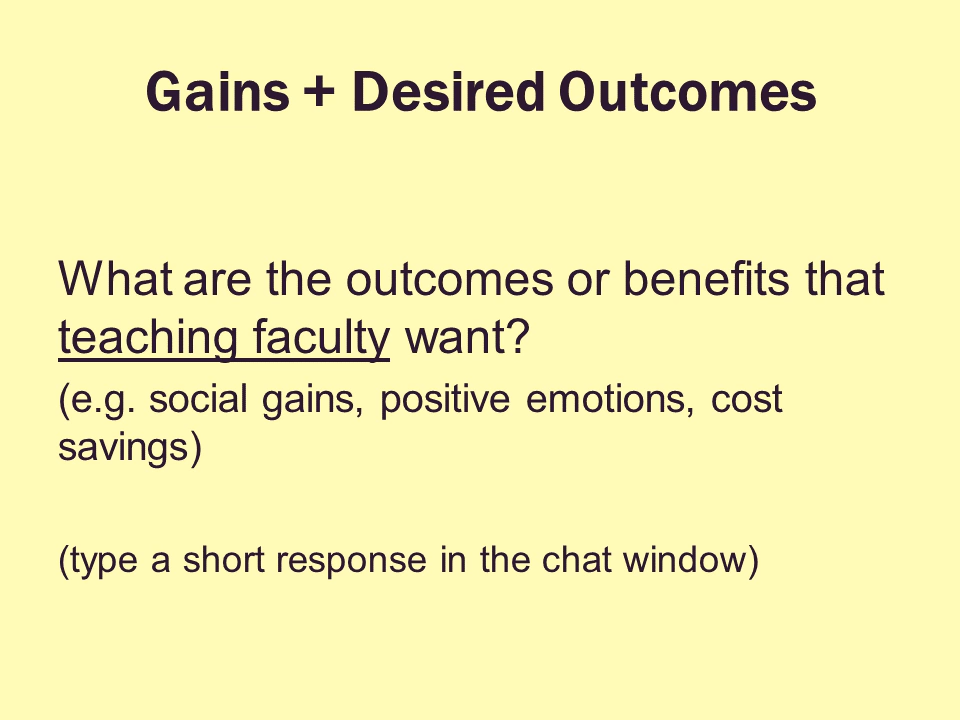 Gains + Desired Outcomes
What are the outcomes or benefits that
teaching faculty want?
(e.g. social gains, positive emotions, cost
savings)
(type a short response in the chat window)